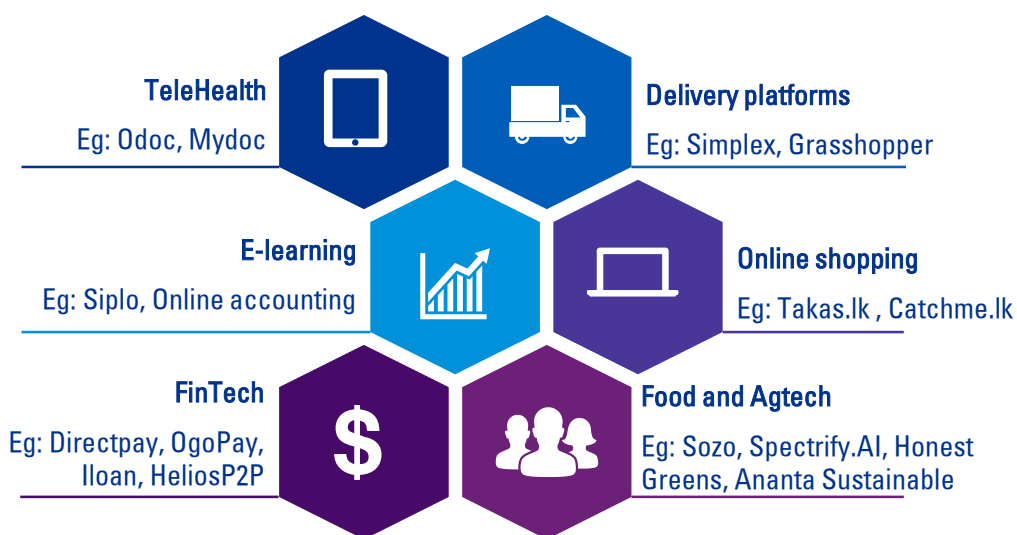 TeleHealth
Eg: Odoc, Mydoc
Delivery platforms
Eg: Simplex, Grasshopper
E-learning
Eg: Siplo, Online accounting
Online shopping
Eg: Takas.lk , Catchme.lk
FinTech
Eg: Directpay, OgoPay,
Iloan, HeliosP2P
$
Food and Agtech
Eg: Sozo, Spectrify.AI, Honest
Greens, Ananta Sustainable